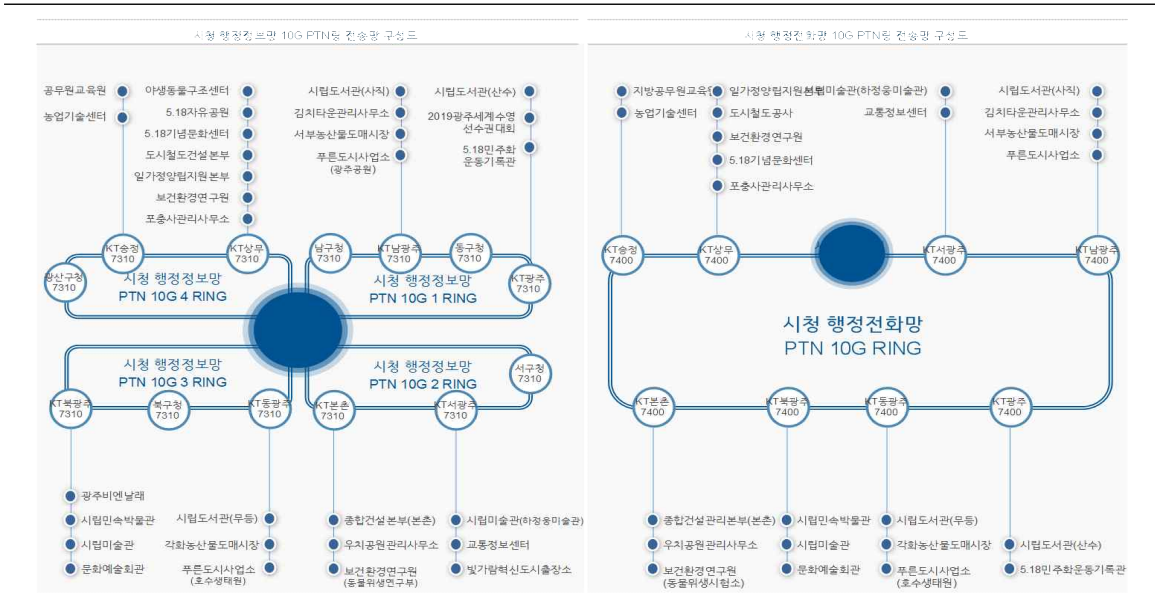 시청 행정정보망 10G PTN링 전송망 구성도
공무원교육원
농업기술센터
야생동물구조센터
5.18자유공원
5.18기념문화센터
도시철도건설본부
일가정양립지원본부
보건환경연구원
포충사관리사무소
시립도서관(사직)
김치타운관리사무소
서부농산물도매시장
푸른도시사업소
(광주공원)
시립도서관(산수)
2019광주세계수영
선수권대회
5.18민주화
운동기록관
KT송정
7310
KT상무
7310
남구청
7310
KT남광주
7310
동구청
7310
광산구청
7310
KT광주
7310
시청 행정정보망
PTN 10G 4 RING
시청 행정정보망
PTN 10G 1 RING
시청 행정정보망
PTN 10G 3 RING
시청 행정정보망
PTN 10G 2 RING
서구청
7310
KT북광주
7310
북구청
7310
KT동광주
7310
KT본촌
7310
KT서광주
7310
광주비엔날래
시립민속박물관
시립미술관
문화예술회관
시립도서관(무등)
각화농산물도매시장
푸른도시사업소
(호수생태원)
종합건설본부(본촌)
우치공원관리사무소
보건환경연구원
(동물위생연구부)
시립미술관(하정웅미술관)
교통정보센터
빛가람혁신도시출장소
시청 행정전화망 10G PTN링 전송망 구성도
지방공무원교육원
농업기술센터
일가정양립지원본부
도시철도공사
보건환경연구원
5.18기념문화센터
포충사관리사무소
시립미술관(하정웅미술관)
교통정보센터
시립도서관(사직)
김치타운관리사무소
서부농산물도매시장
푸른도시사업소
KT송정
7400
KT상무
7400
KT서광주
7400
KT남광주
7400
시청 행정전화망
PTN 10G RING
KT본촌
7400
KT북광주
7400
KT동광주
7400
KT광주
7400
종합건설관리본부(본촌)
우치공원관리사무소
보건환경연구원
(동물위생시험소)
시립민속박물관
시립미술관
문화예술회관
시립도서관(무등)
각화농산물도매시장
푸른도시사업소
(호수생태원)
시립도서관(산수)
5.18민주화운동기록관